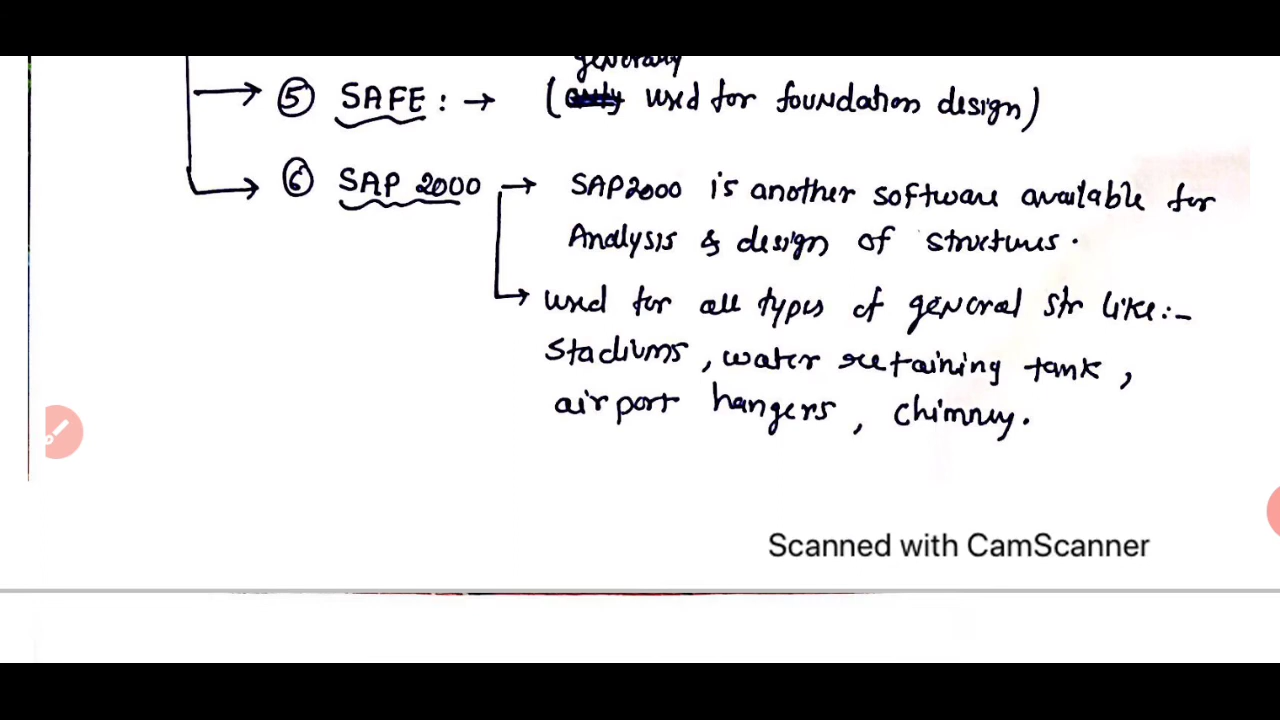 generally
⑤ SAFE : → ( used for foundation design)
⑥ SAP 2000 → SAP2000 is another software available for
Analysis & design of structures.
→ used for all types of general str like:-
stadiums, water retaining tank,
airport hangers, chimney.
Scanned with CamScanner